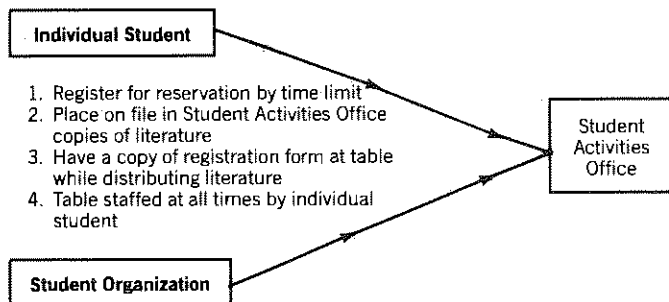 Individual Student
1. Register for reservation by time limit
2. Place on file in Student Activities Office
copies of literature
3. Have a copy of registration form at table
while distributing literature
4. Table staffed at all times by individual
student
Student
Activities
Office
Student Organization